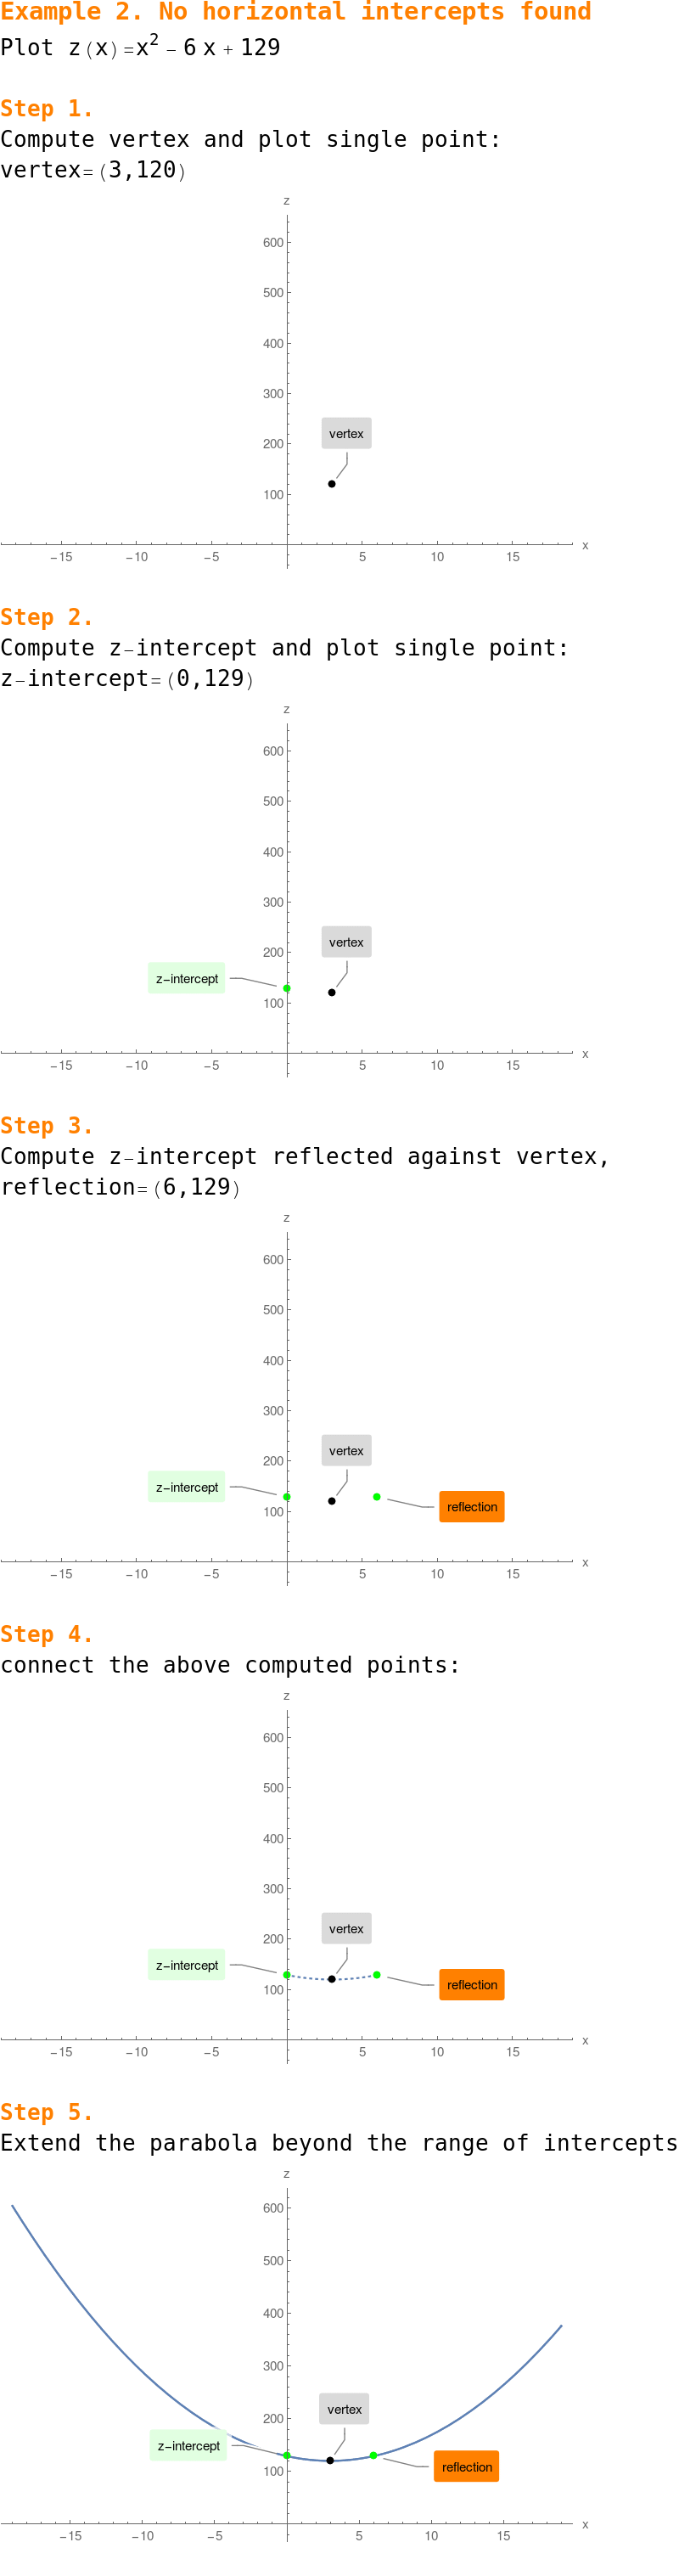 Example 2. No horizontal intercepts found
Plot z(x)=x² − 6 x + 129
Step 1.
Compute vertex and plot single point:
vertex=(3,120)
z
600
500
400
300
vertex
200
100
−15 −10 −5 5 10 15 x
Step 2.
Compute z−intercept and plot single point:
z−intercept=(0,129)
z
600
500
400
300
vertex
200
z−intercept
100
−15 −10 −5 5 10 15 x
Step 3.
Compute z−intercept reflected against vertex,
reflection=(6,129)
z
600
500
400
300
vertex
200
z−intercept
reflection
100
−15 −10 −5 5 10 15 x
Step 4.
connect the above computed points:
z
600
500
400
300
vertex
200
z−intercept
reflection
100
−15 −10 −5 5 10 15 x
Step 5.
Extend the parabola beyond the range of intercepts
z
600
500
400
300
vertex
200
z−intercept
reflection
100
−15 −10 −5 5 10 15 x